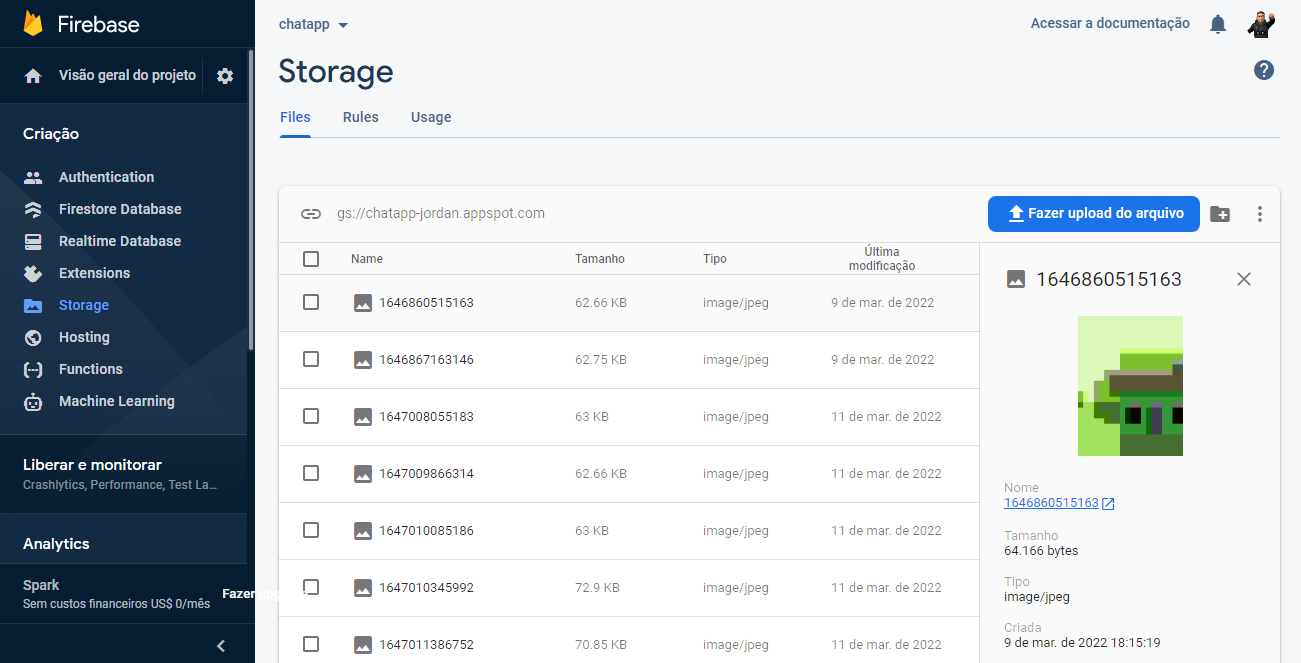 Firebase
chatapp
Acessar a documentação
Visão geral do projeto
Storage
Files
Rules
Usage
Criação
Authentication
Firestore Database
Realtime Database
Extensions
Storage
Hosting
Functions
Machine Learning
Liberar e monitorar
Crashlytics, Performance, Test La...
Analytics
Spark
Sem custos financeiros US$ 0/mês
Fazer upg
gs://chatapp-jordan.appspot.com
Fazer upload do arquivo
Name
Tamanho
Tipo
Última
modificação
1646860515163 62.66 KB image/jpeg 9 de mar. de 2022
1646867163146 62.75 KB image/jpeg 9 de mar. de 2022
1647008055183 63 KB image/jpeg 11 de mar. de 2022
1647009866314 62.66 KB image/jpeg 11 de mar. de 2022
1647010085186 63 KB image/jpeg 11 de mar. de 2022
1647010345992 72.9 KB image/jpeg 11 de mar. de 2022
1647011386752 70.85 KB image/jpeg 11 de mar. de 2022
1646860515163
Nome
1646860515163
Tamanho
64.166 bytes
Tipo
image/jpeg
Criada
9 de mar. de 2022 18:15:19